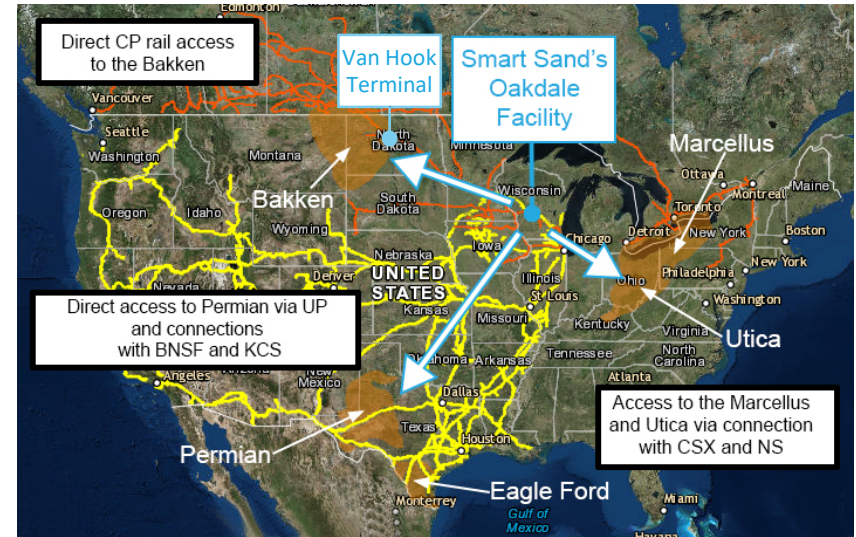 Edmonton
Direct CP rail access
to the Bakken
Van Hook
Terminal
Smart Sand's
Oakdale
Facility
Vancouver
Seattle
Washington
Montana
North
Dakota
Minnesota
Marcellus
Ottawa
Montreal
Maine
Bakken
Oregon
Idaho
South
Dakota
Wisconsin
Toronto
Wyoming
Detroit
New York
Boston
Iowa
Chicago
Nebraska
UNITED
STATES
Nevada
Denver
Illinois
Ohio
Philadelphia
New York
Washington
Direct access to Permian via UP
and connections
with BNSF and KCS
Kansas
Missouri
St Louis
Kentucky
Virginia
Utica
Angeles
New
Mexico
Oklahoma
Arkansas
Tennessee
North
Carolina
Atlanta
Dallas
Access to the Marcellus
and Utica via connection
with CSX and NS
Texas
Houston
Permian
Eagle Ford
Monterrey
Gulf of
Mexico
Miami
Havana